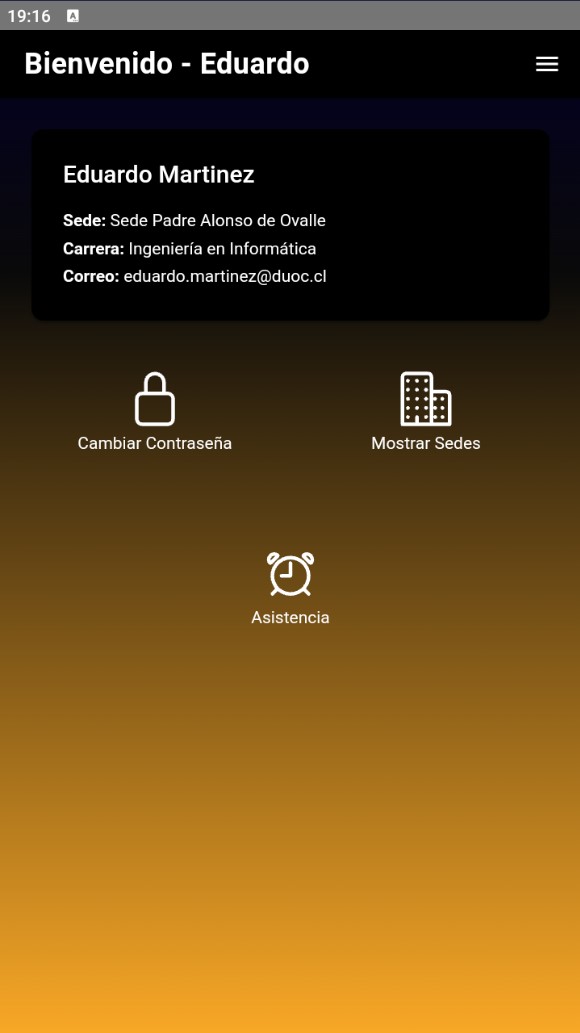 19:16 A
Bienvenido - Eduardo
Eduardo Martinez
Sede: Sede Padre Alonso de Ovalle
Carrera: Ingeniería en Informática
Correo: eduardo.martinez@duoc.cl
Cambiar Contraseña Mostrar Sedes
Asistencia